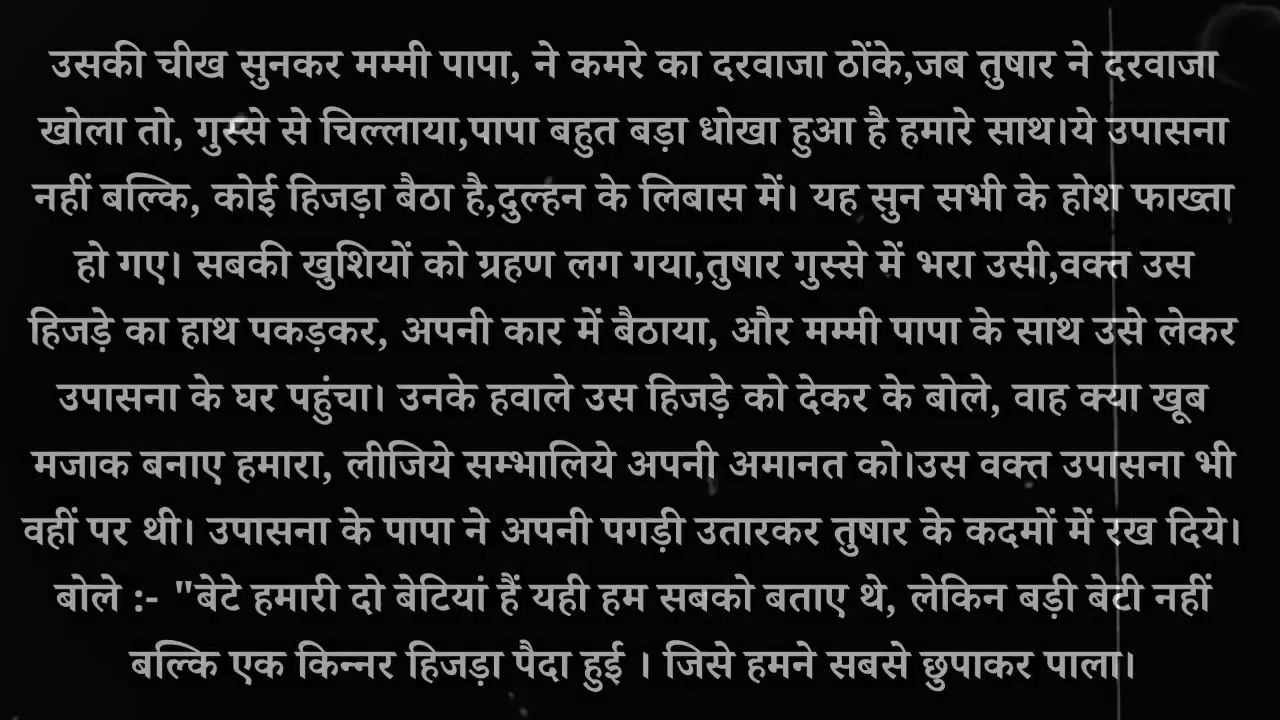 उसकी चीख सुनकर मम्मी पापा, ने कमरे का दरवाजा ठोंके,जब तुषार ने दरवाजा
खोला तो, गुस्से से चिल्लाया,पापा बहुत बड़ा धोखा हुआ है हमारे साथ।ये उपासना
नहीं बल्कि, कोई हिजड़ा बैठा है,दुल्हन के लिबास में। यह सुन सभी के होश फाख्ता
हो गए। सबकी खुशियों को ग्रहण लग गया,तुषार गुस्से में भरा उसी,वक्त उस
हिजड़े का हाथ पकड़कर, अपनी कार में बैठाया, और मम्मी पापा के साथ उसे लेकर
उपासना के घर पहुंचा। उनके हवाले उस हिजड़े को देकर के बोले, वाह क्या खूब
मजाक बनाए हमारा, लीजिये सम्भालिये अपनी अमानत को।उस वक्त उपासना भी
वहीं पर थी। उपासना के पापा ने अपनी पगड़ी उतारकर तुषार के कदमों में रख दिये।
बोले :- "बेटे हमारी दो बेटियां हैं यही हम सबको बताए थे, लेकिन बड़ी बेटी नहीं
बल्कि एक किन्नर हिजड़ा पैदा हुई । जिसे हमने सबसे छुपाकर पाला।